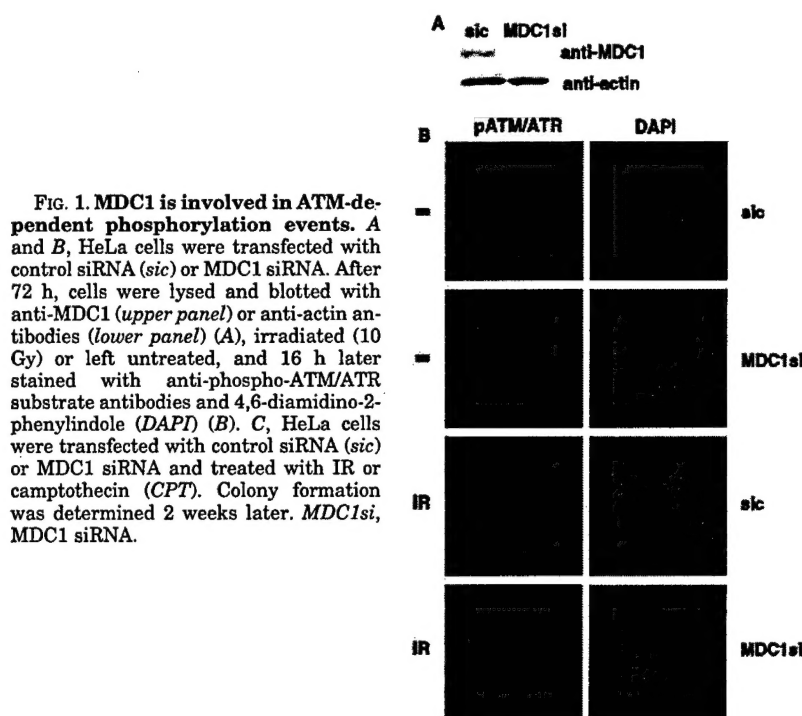 FIG. 1. MDC1 is involved in ATM-de-
pendent phosphorylation events. A
and B, HeLa cells were transfected with
control siRNA (sic) or MDC1 siRNA. After
72 h, cells were lysed and blotted with
anti-MDC1 (upper panel) or anti-actin an-
tibodies (lower panel) (A), irradiated (10
Gy) or left untreated, and 16 h later
stained with anti-phospho-ATM/ATR
substrate antibodies and 4,6-diamidino-2-
phenylindole (DAPI) (B). C, HeLa cells
were transfected with control siRNA (sic)
or MDC1 siRNA and treated with IR or
camptothecin (CPT). Colony formation
was determined 2 weeks later. MDC1si,
MDC1 siRNA.
A sic MDC1si
anti-MDC1
anti-actin
B pATM/ATR DAPI
- sic
- MDC1si
IR sic
IR MDC1si